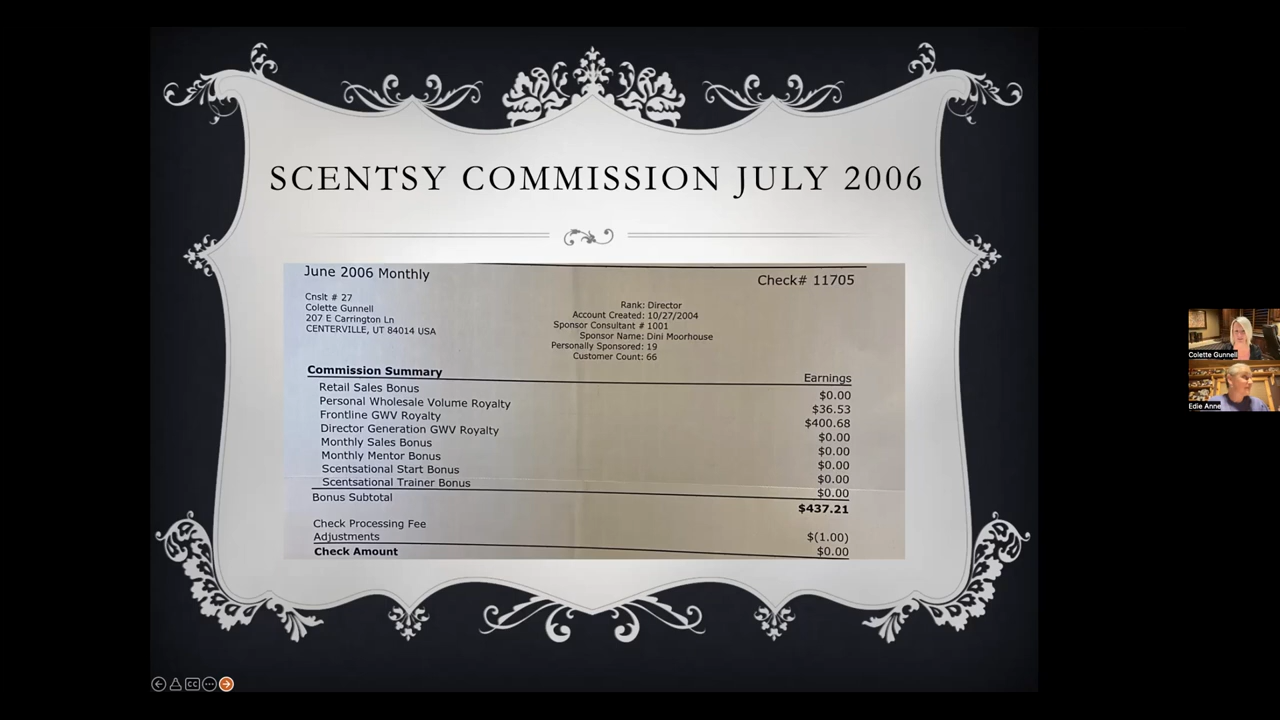 SCENTSY COMMISSION JULY 2006
June 2006 Monthly
Check# 11705
Cnslt # 27
Colette Gunnell
207 E Carrington Ln
CENTERVILLE, UT 84014 USA
Rank: Director
Account Created: 10/27/2004
Sponsor Consultant # 1001
Sponsor Name: Dini Moorhouse
Personally Sponsored: 19
Customer Count: 66
Commission Summary
Earnings
Retail Sales Bonus
$0.00
Personal Wholesale Volume Royalty
$36.53
Frontline GWV Royalty
$400.68
Director Generation GWV Royalty
$0.00
Monthly Sales Bonus
$0.00
Monthly Mentor Bonus
$0.00
Scentsational Start Bonus
$0.00
Scentsational Trainer Bonus
$0.00
Bonus Subtotal
$437.21
Check Processing Fee
$(1.00)
Adjustments
$0.00
Check Amount
Colette Gunnell
Edie Anne
CC